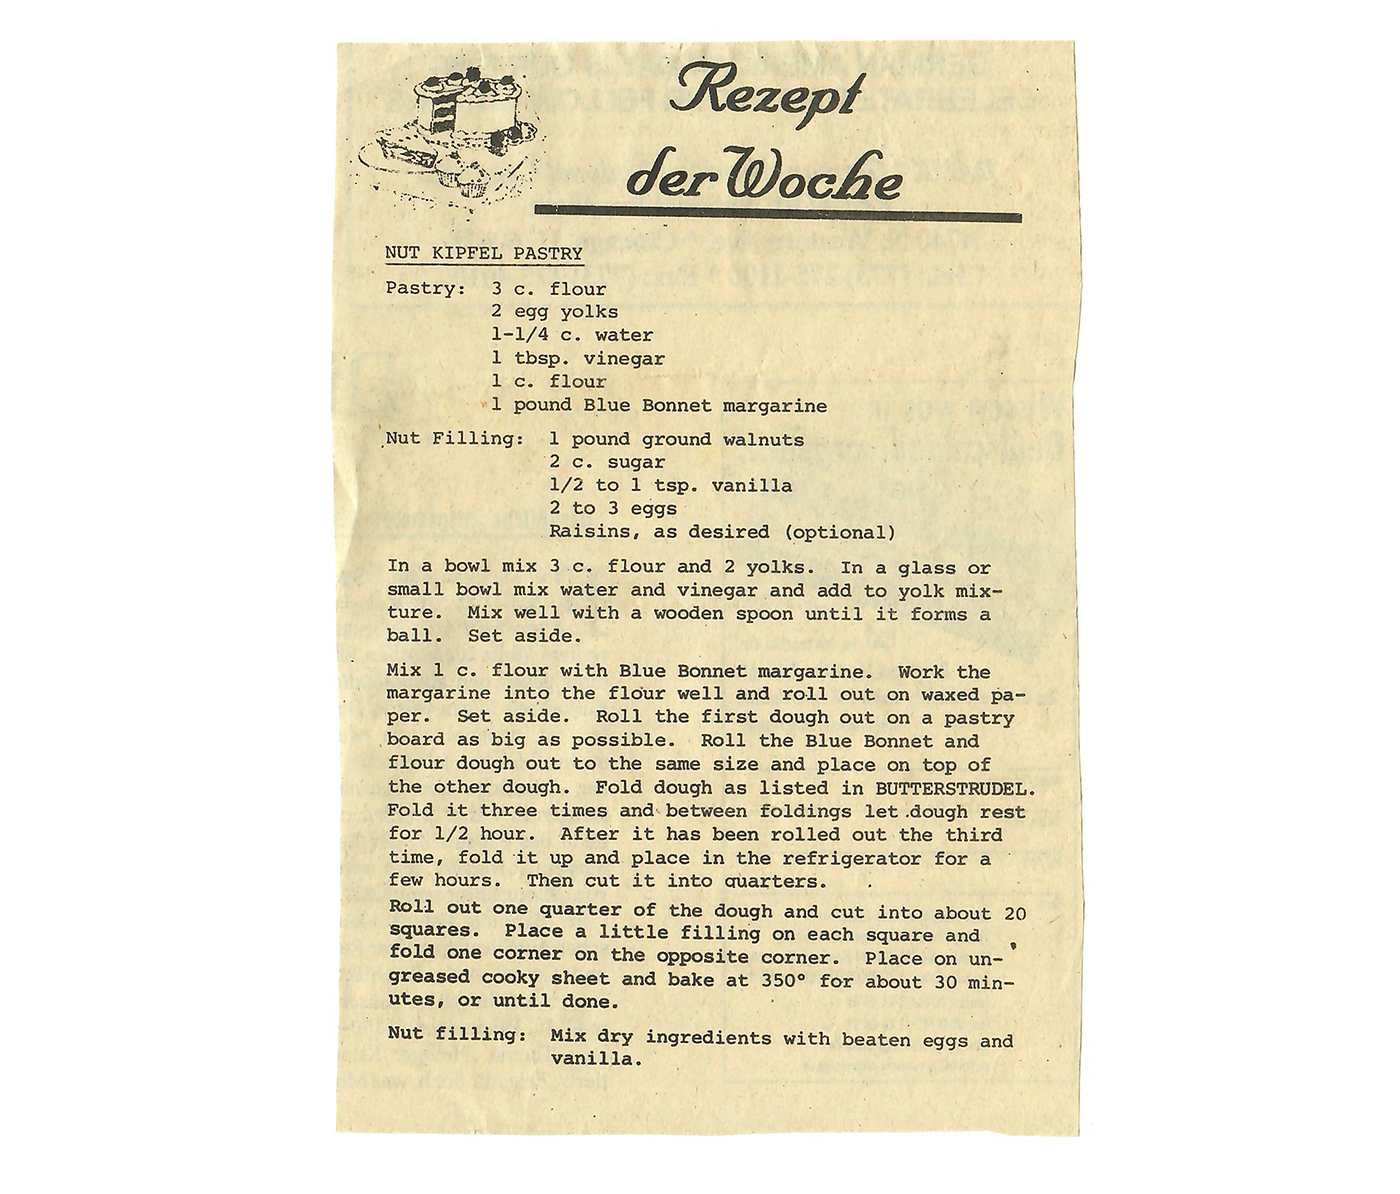 Rezept
der Woche
NUT KIPFEL PASTRY
Pastry: 3 c. flour
2 egg yolks
1-1/4 c. water
1 tbsp. vinegar
1 c. flour
1 pound Blue Bonnet margarine
Nut Filling: 1 pound ground walnuts
2 c. sugar
1/2 to 1 tsp. vanilla
2 to 3 eggs
Raisins, as desired (optional)
In a bowl mix 3 c. flour and 2 yolks. In a glass or
small bowl mix water and vinegar and add to yolk mix-
ture. Mix well with a wooden spoon until it forms a
ball. Set aside.
Mix 1 c. flour with Blue Bonnet margarine. Work the
margarine into the flour well and roll out on waxed pa-
per. Set aside. Roll the first dough out on a pastry
board as big as possible. Roll the Blue Bonnet and
flour dough out to the same size and place on top of
the other dough. Fold dough as listed in BUTTERSTRUDEL.
Fold it three times and between foldings let dough rest
for 1/2 hour. After it has been rolled out the third
time, fold it up and place in the refrigerator for a
few hours. Then cut it into quarters.
Roll out one quarter of the dough and cut into about 20
squares. Place a little filling on each square and
fold one corner on the opposite corner. Place on un-
greased cooky sheet and bake at 350° for about 30 min-
utes, or until done.
Nut filling: Mix dry ingredients with beaten eggs and
vanilla.